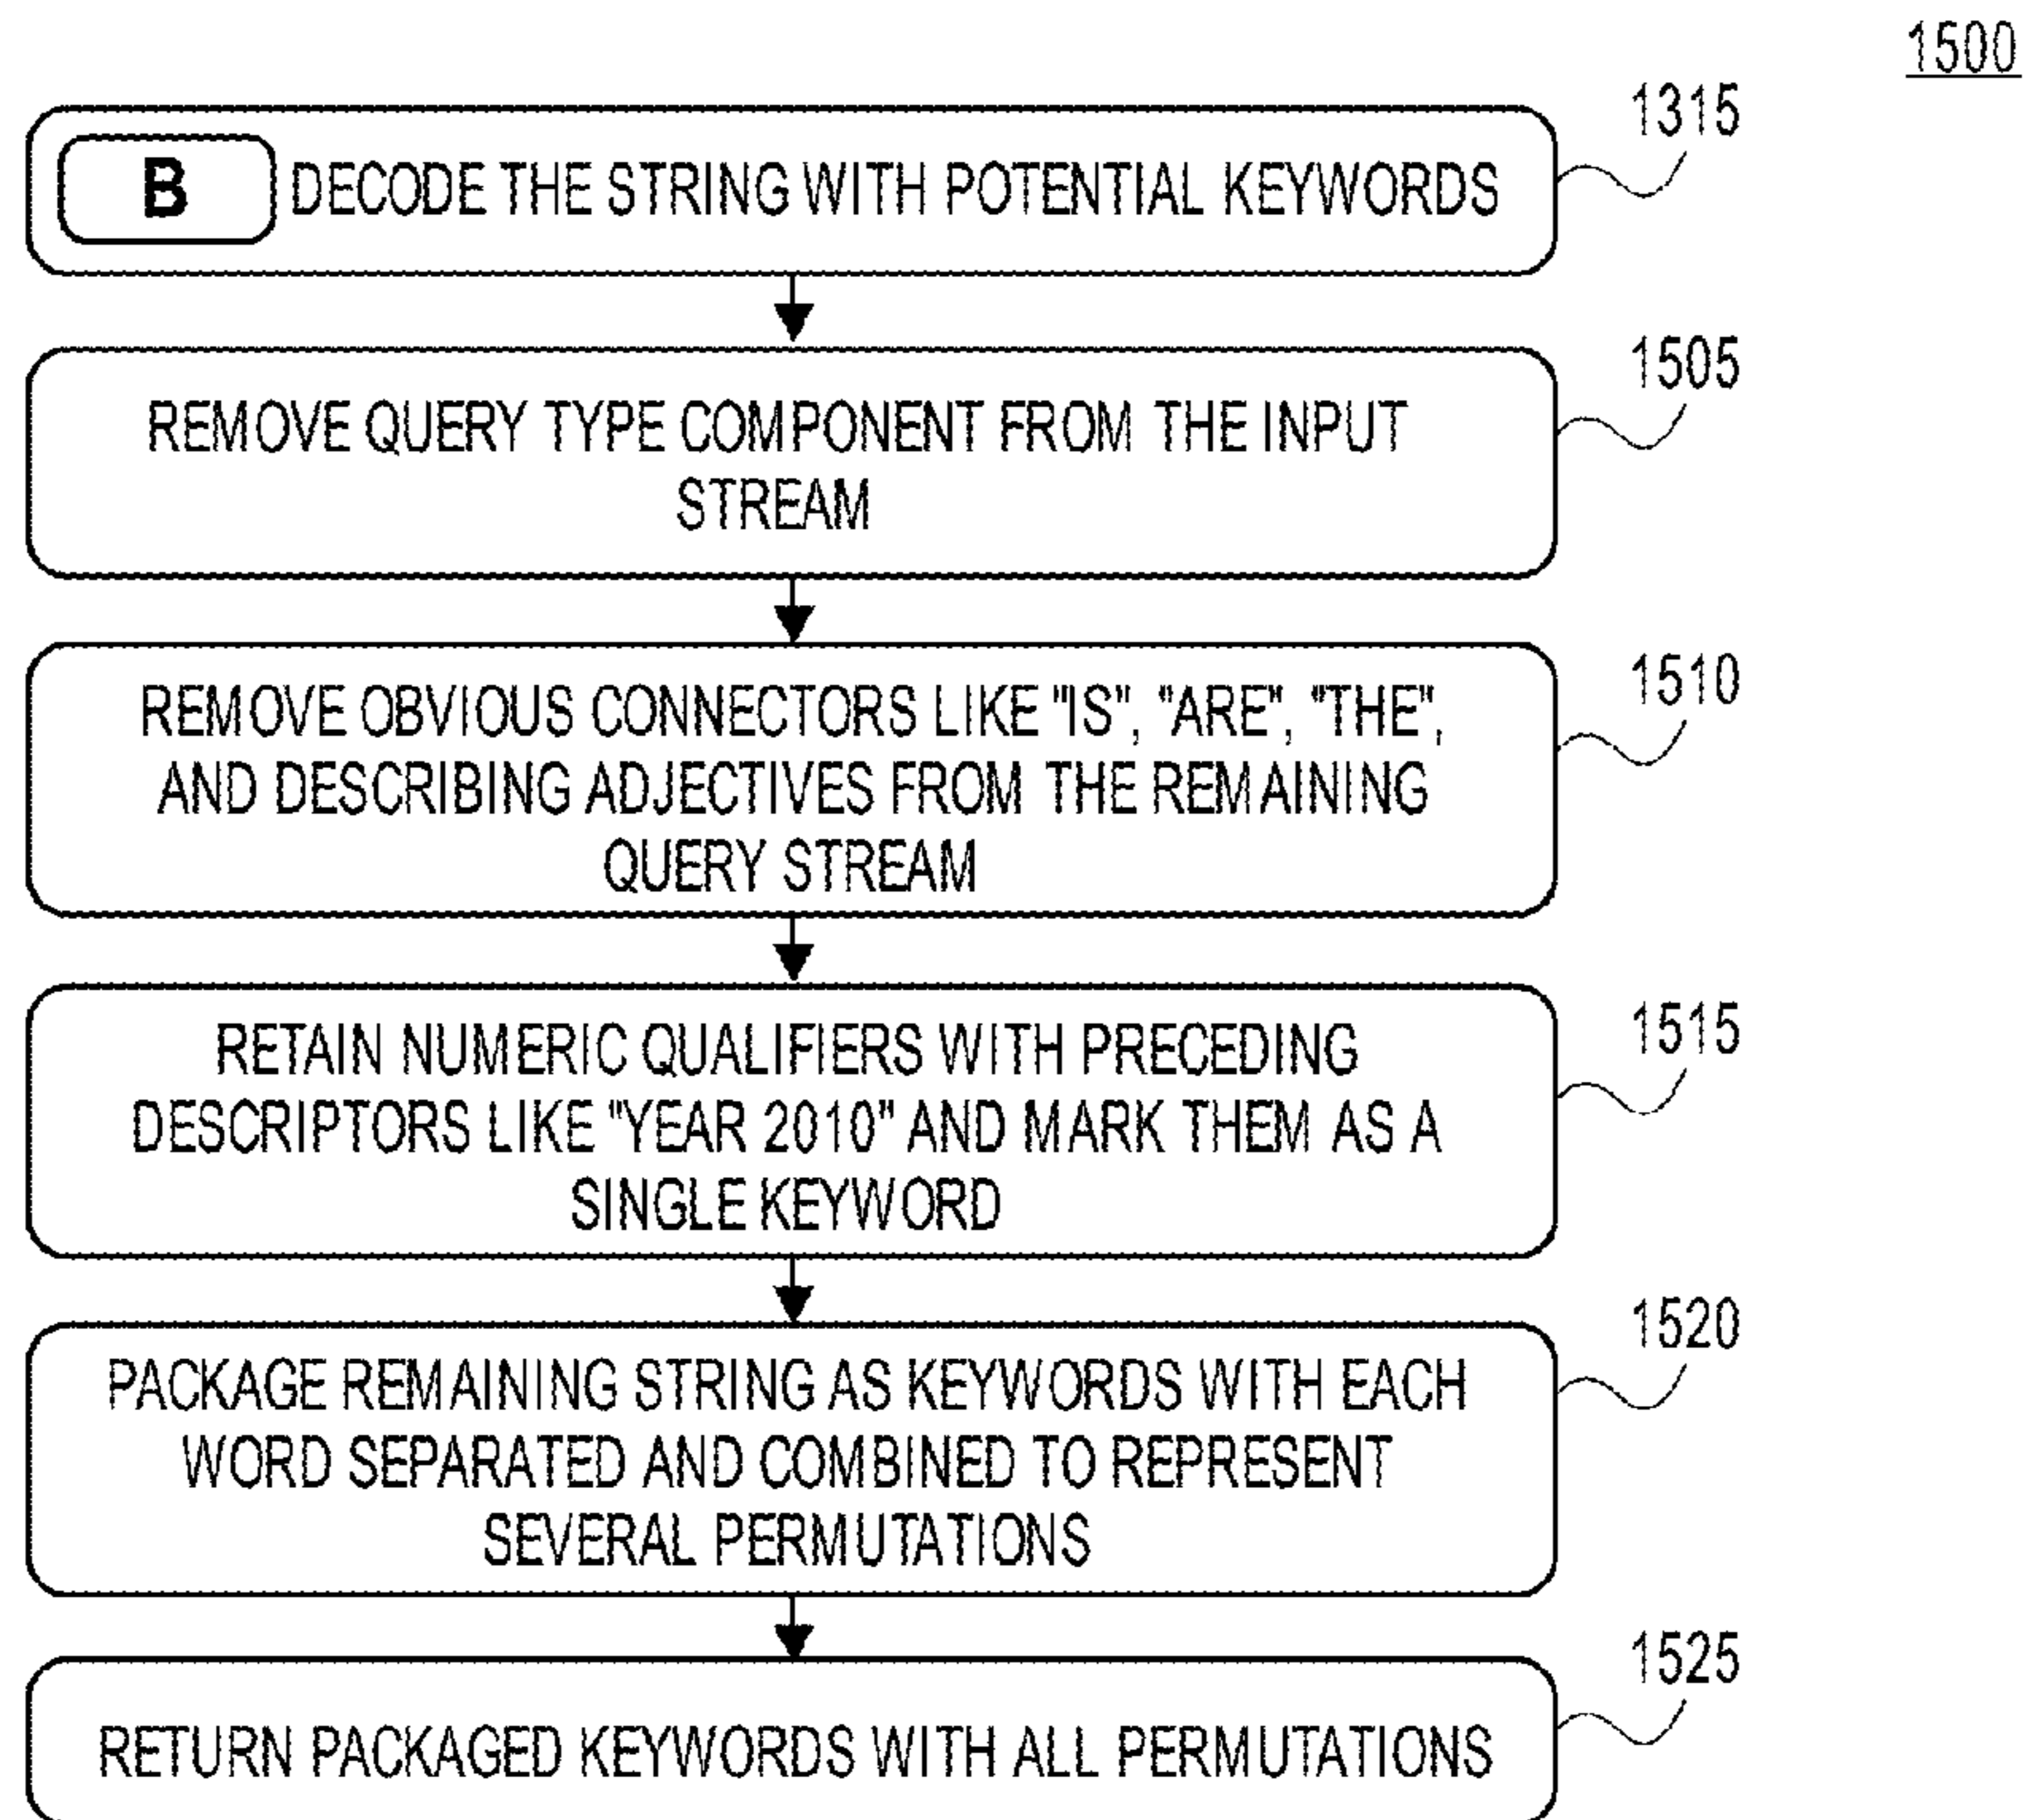 1500
1315
B DECODE THE STRING WITH POTENTIAL KEYWORDS
1505
REMOVE QUERY TYPE COMPONENT FROM THE INPUT
STREAM
1510
REMOVE OBVIOUS CONNECTORS LIKE "IS", "ARE", "THE",
AND DESCRIBING ADJECTIVES FROM THE REMAINING
QUERY STREAM
1515
RETAIN NUMERIC QUALIFIERS WITH PRECEDING
DESCRIPTORS LIKE "YEAR 2010" AND MARK THEM AS A
SINGLE KEYWORD
1520
PACKAGE REMAINING STRING AS KEYWORDS WITH EACH
WORD SEPARATED AND COMBINED TO REPRESENT
SEVERAL PERMUTATIONS
1525
RETURN PACKAGED KEYWORDS WITH ALL PERMUTATIONS